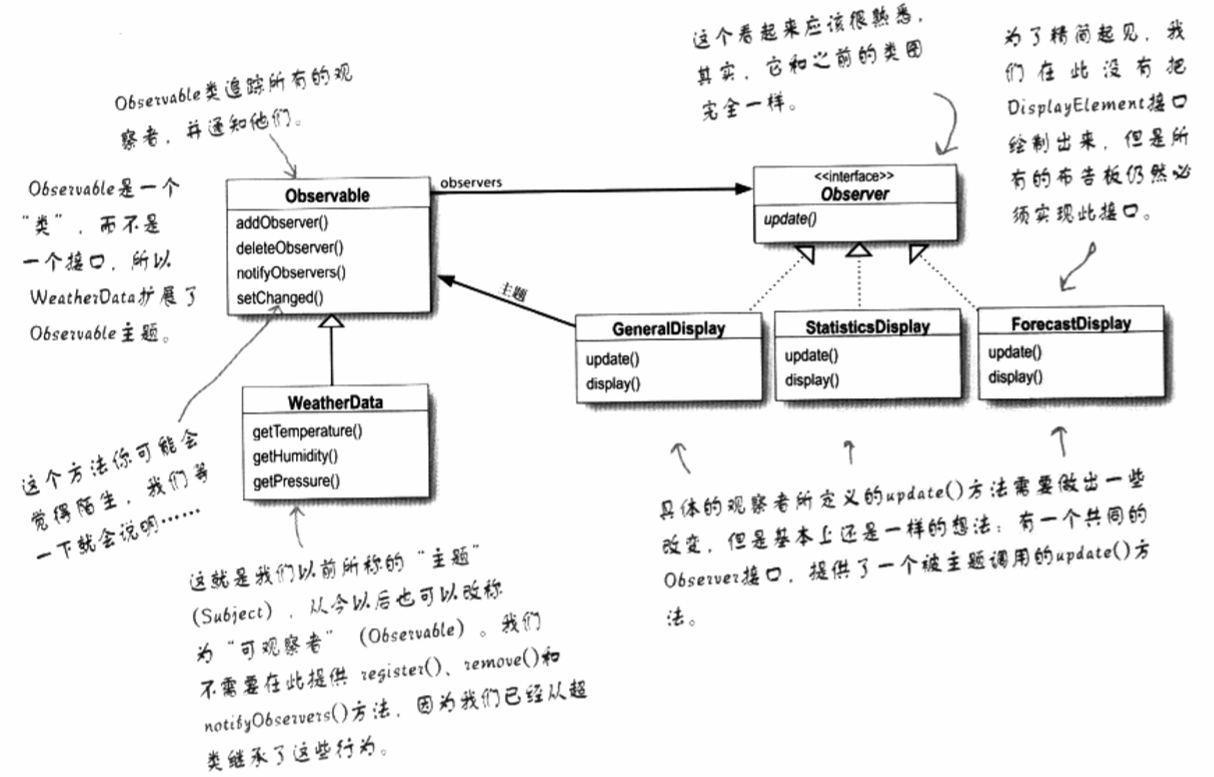 这个看起来应该很熟悉，
其实，它和之前的类图
完全一样。
为了精简起见，我
们在此没有把
DisplayElement接口
绘制出来，但是所
有的布告板仍然必
须实现此接口。
Observable类追踪所有的观
察者，并通知他们。
Observable是一个
“类”，而不是
一个接口，所以
WeatherData扩展了
Observable主题。
Observable
addObserver()
deleteObserver()
notifyObservers()
setChanged()
observers
<<interface>>
Observer
update()
主题
GeneralDisplay
update()
display()
StatisticsDisplay
update()
display()
ForecastDisplay
update()
display()
WeatherData
getTemperature()
getHumidity()
getPressure()
这个方法你可能会
觉得陌生，我们等
一下就会说明……
这就是我们以前所称的“主题”
(Subject)，从今以后也可以改称
为“可观察者”（Observable）。我们
不需要在此提供 register()、remove()和
notifyObservers()方法，因为我们已经从超
类继承了这些行为。
具体的观察者所定义的update()方法需要做出一些
改变，但是基本上还是一样的想法：有一个共同的
Observer接口，提供了一个被主题调用的update()方
法。